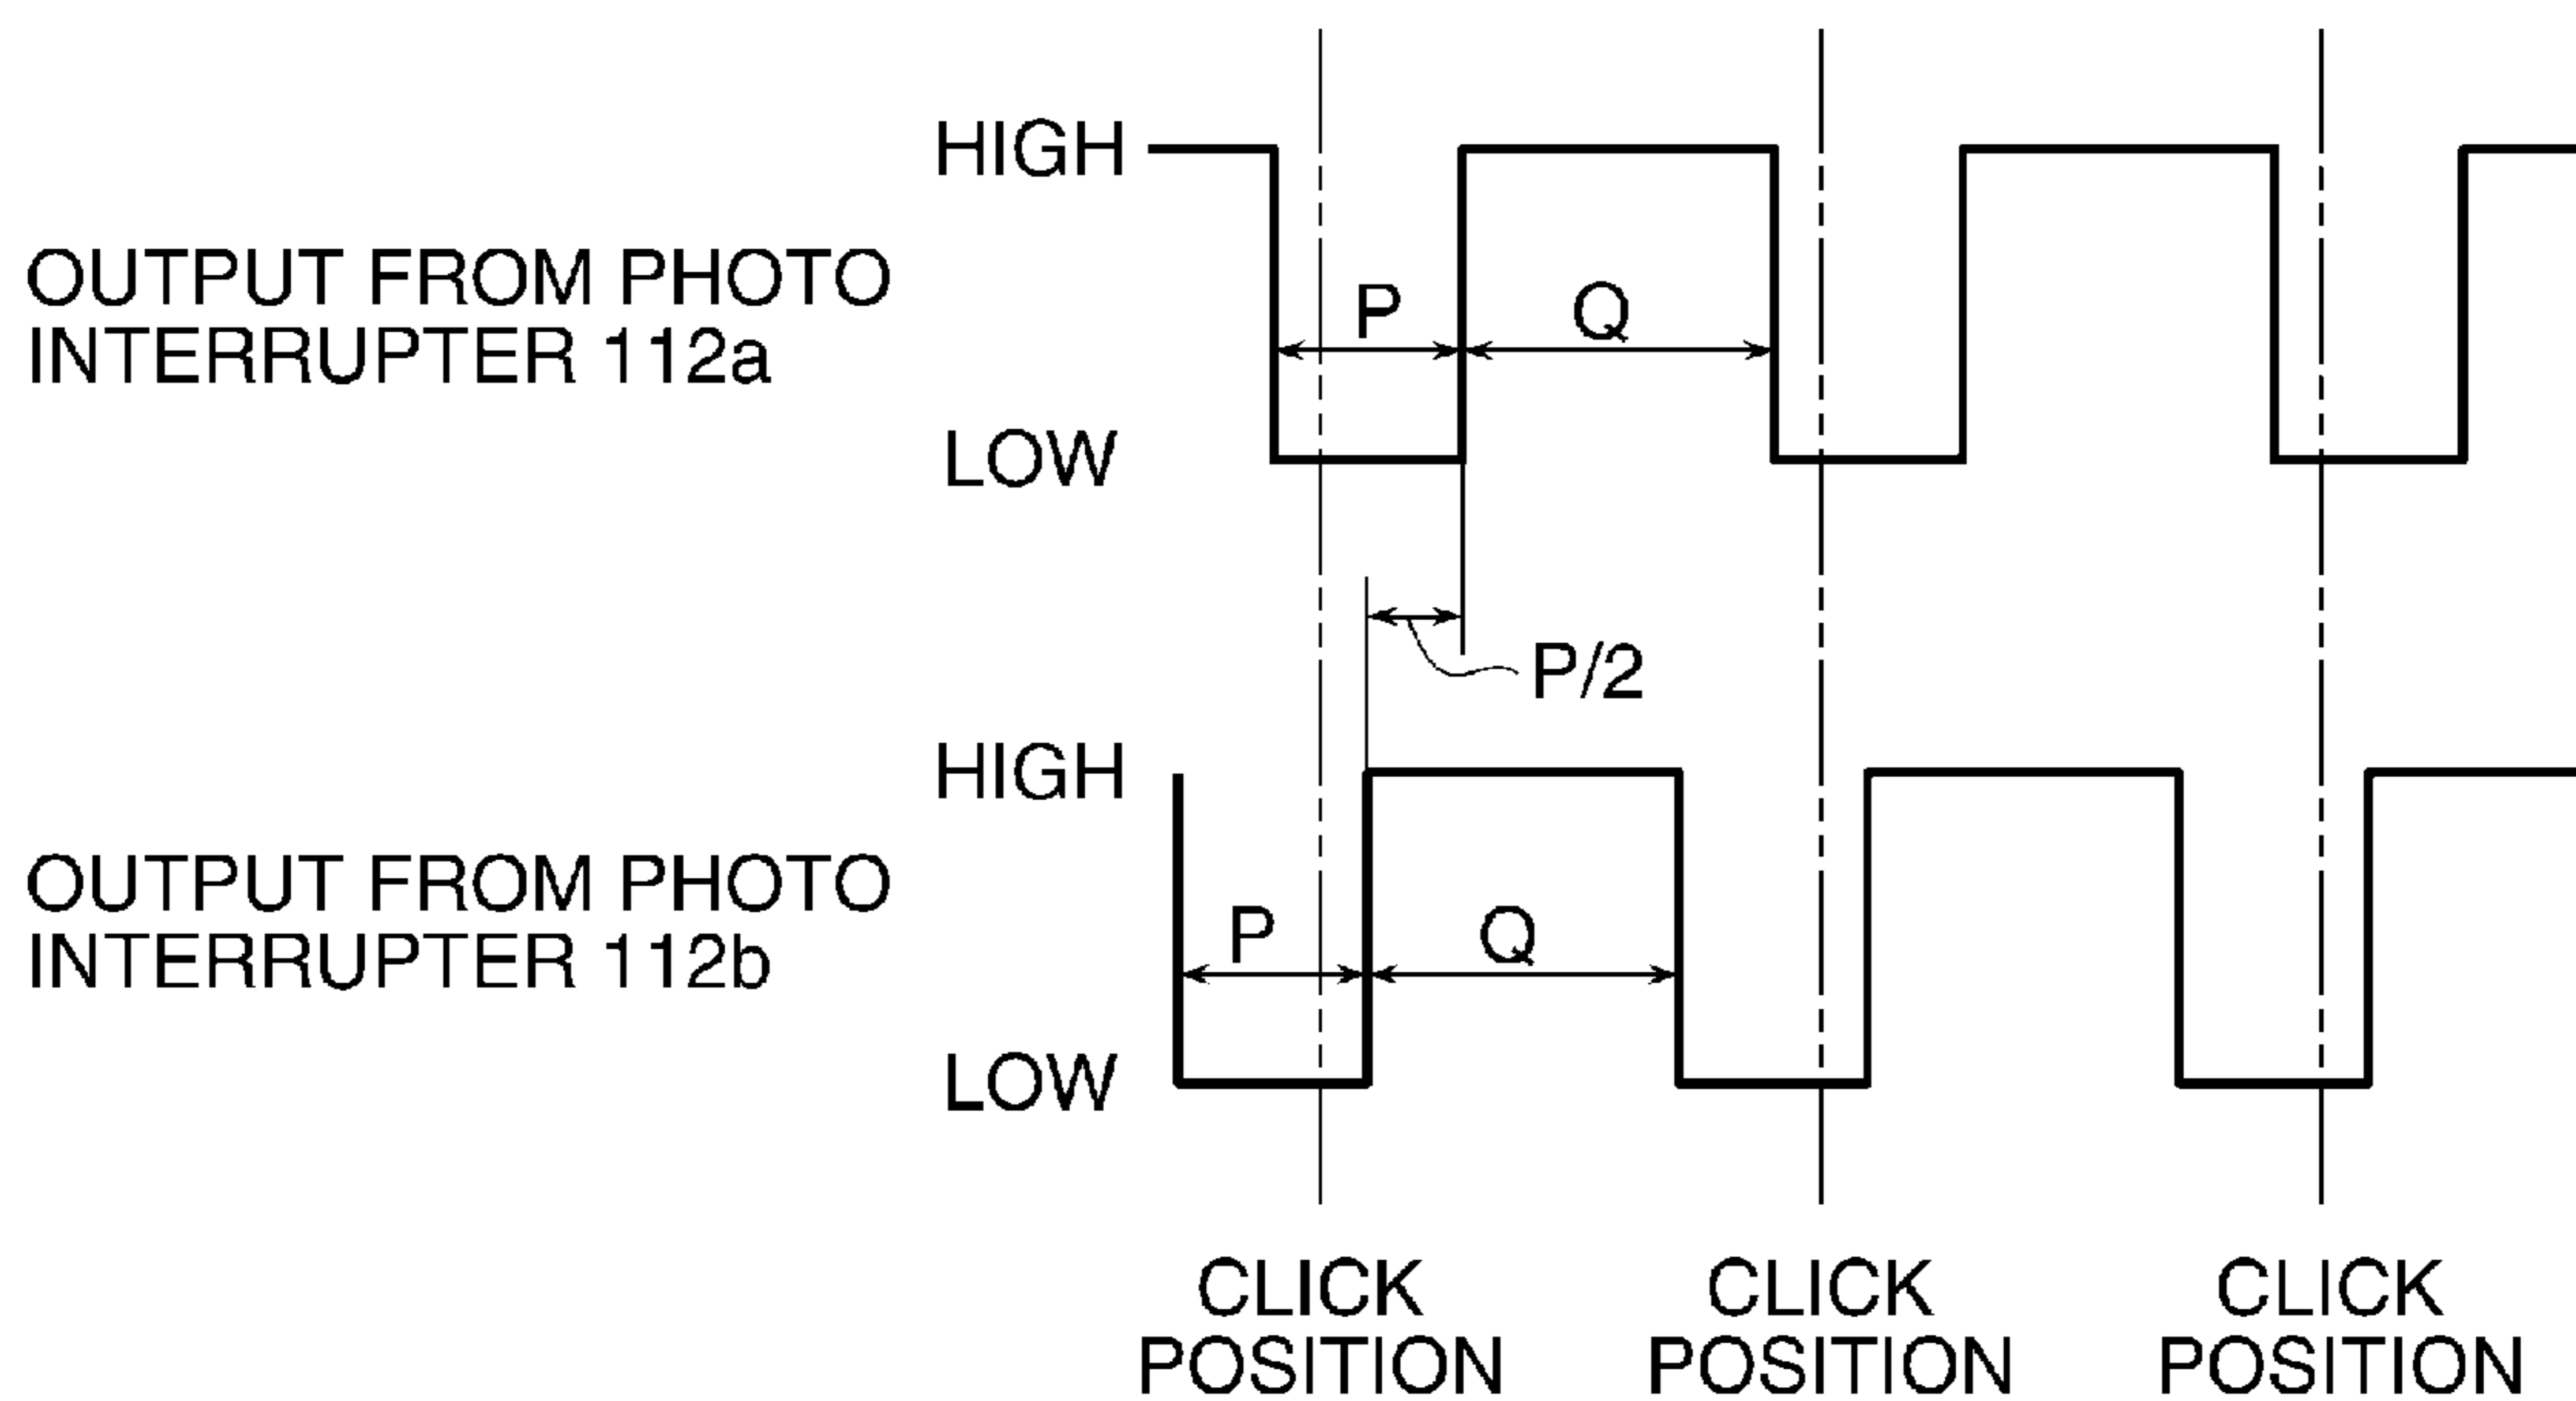 HIGH
OUTPUT FROM PHOTO
INTERRUPTER 112a
P
Q
LOW
P/2
HIGH
OUTPUT FROM PHOTO
INTERRUPTER 112b
P
Q
LOW
CLICK
POSITION
CLICK
POSITION
CLICK
POSITION